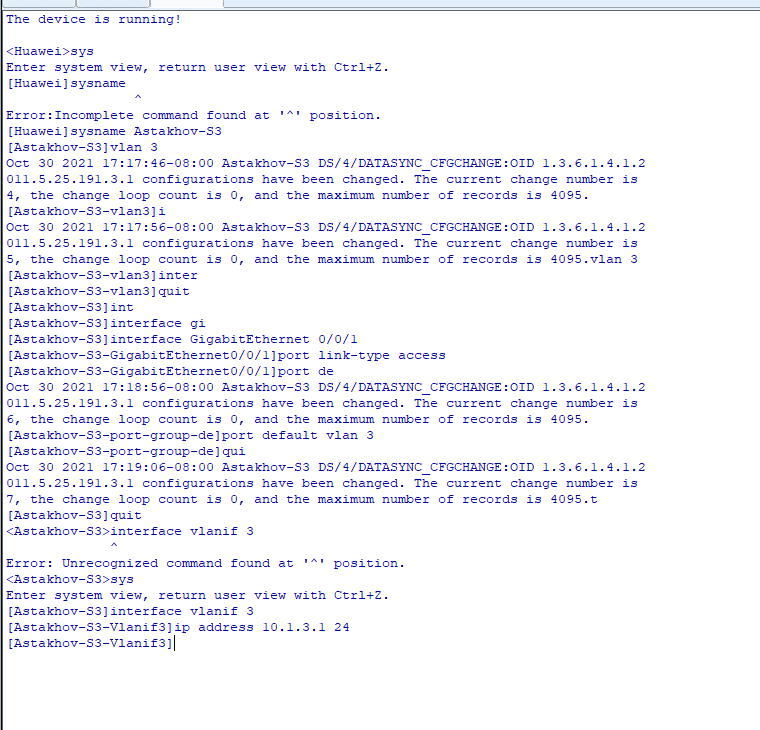 The device is running!
<Huawei>sys
Enter system view, return user view with Ctrl+Z.
[Huawei]sysname
^
Error:Incomplete command found at '^' position.
[Huawei]sysname Astakhov-S3
[Astakhov-S3]vlan 3
Oct 30 2021 17:17:46-08:00 Astakhov-S3 DS/4/DATASYNC_CFGCHANGE:OID 1.3.6.1.4.1.2
011.5.25.191.3.1 configurations have been changed. The current change number is
4, the change loop count is 0, and the maximum number of records is 4095.
[Astakhov-S3-vlan3]i
Oct 30 2021 17:17:56-08:00 Astakhov-S3 DS/4/DATASYNC_CFGCHANGE:OID 1.3.6.1.4.1.2
011.5.25.191.3.1 configurations have been changed. The current change number is
5, the change loop count is 0, and the maximum number of records is 4095.vlan 3
[Astakhov-S3-vlan3]inter
[Astakhov-S3-vlan3]quit
[Astakhov-S3]int
[Astakhov-S3]interface gi
[Astakhov-S3]interface GigabitEthernet 0/0/1
[Astakhov-S3-GigabitEthernet0/0/1]port link-type access
[Astakhov-S3-GigabitEthernet0/0/1]port de
Oct 30 2021 17:18:56-08:00 Astakhov-S3 DS/4/DATASYNC_CFGCHANGE:OID 1.3.6.1.4.1.2
011.5.25.191.3.1 configurations have been changed. The current change number is
6, the change loop count is 0, and the maximum number of records is 4095.
[Astakhov-S3-port-group-de]port default vlan 3
[Astakhov-S3-port-group-de]qui
Oct 30 2021 17:19:06-08:00 Astakhov-S3 DS/4/DATASYNC_CFGCHANGE:OID 1.3.6.1.4.1.2
011.5.25.191.3.1 configurations have been changed. The current change number is
7, the change loop count is 0, and the maximum number of records is 4095.t
[Astakhov-S3]quit
<Astakhov-S3>interface vlanif 3
^
Error: Unrecognized command found at '^' position.
<Astakhov-S3>sys
Enter system view, return user view with Ctrl+Z.
[Astakhov-S3]interface vlanif 3
[Astakhov-S3-Vlanif3]ip address 10.1.3.1 24
[Astakhov-S3-Vlanif3]